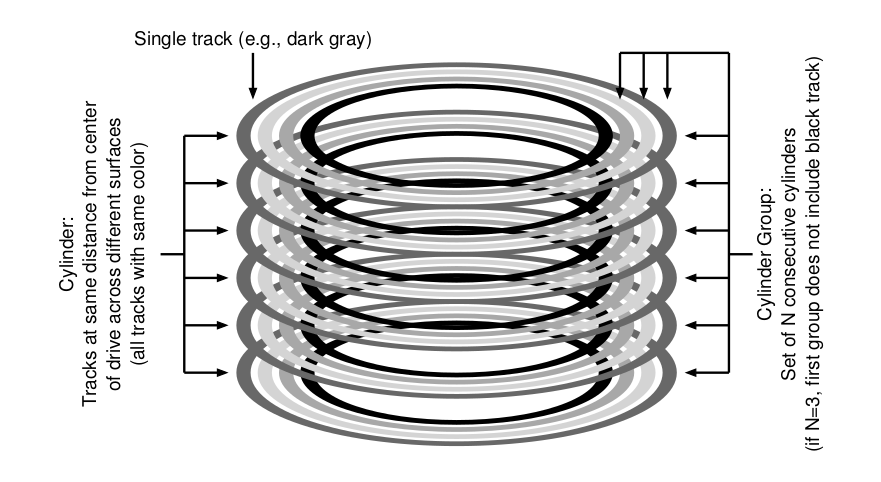 Single track (e.g., dark gray)
Cylinder:
Tracks at same distance from center
of drive across different surfaces
(all tracks with same color)
Cylinder Group:
Set of N consecutive cylinders
(if N=3, first group does not include black track)